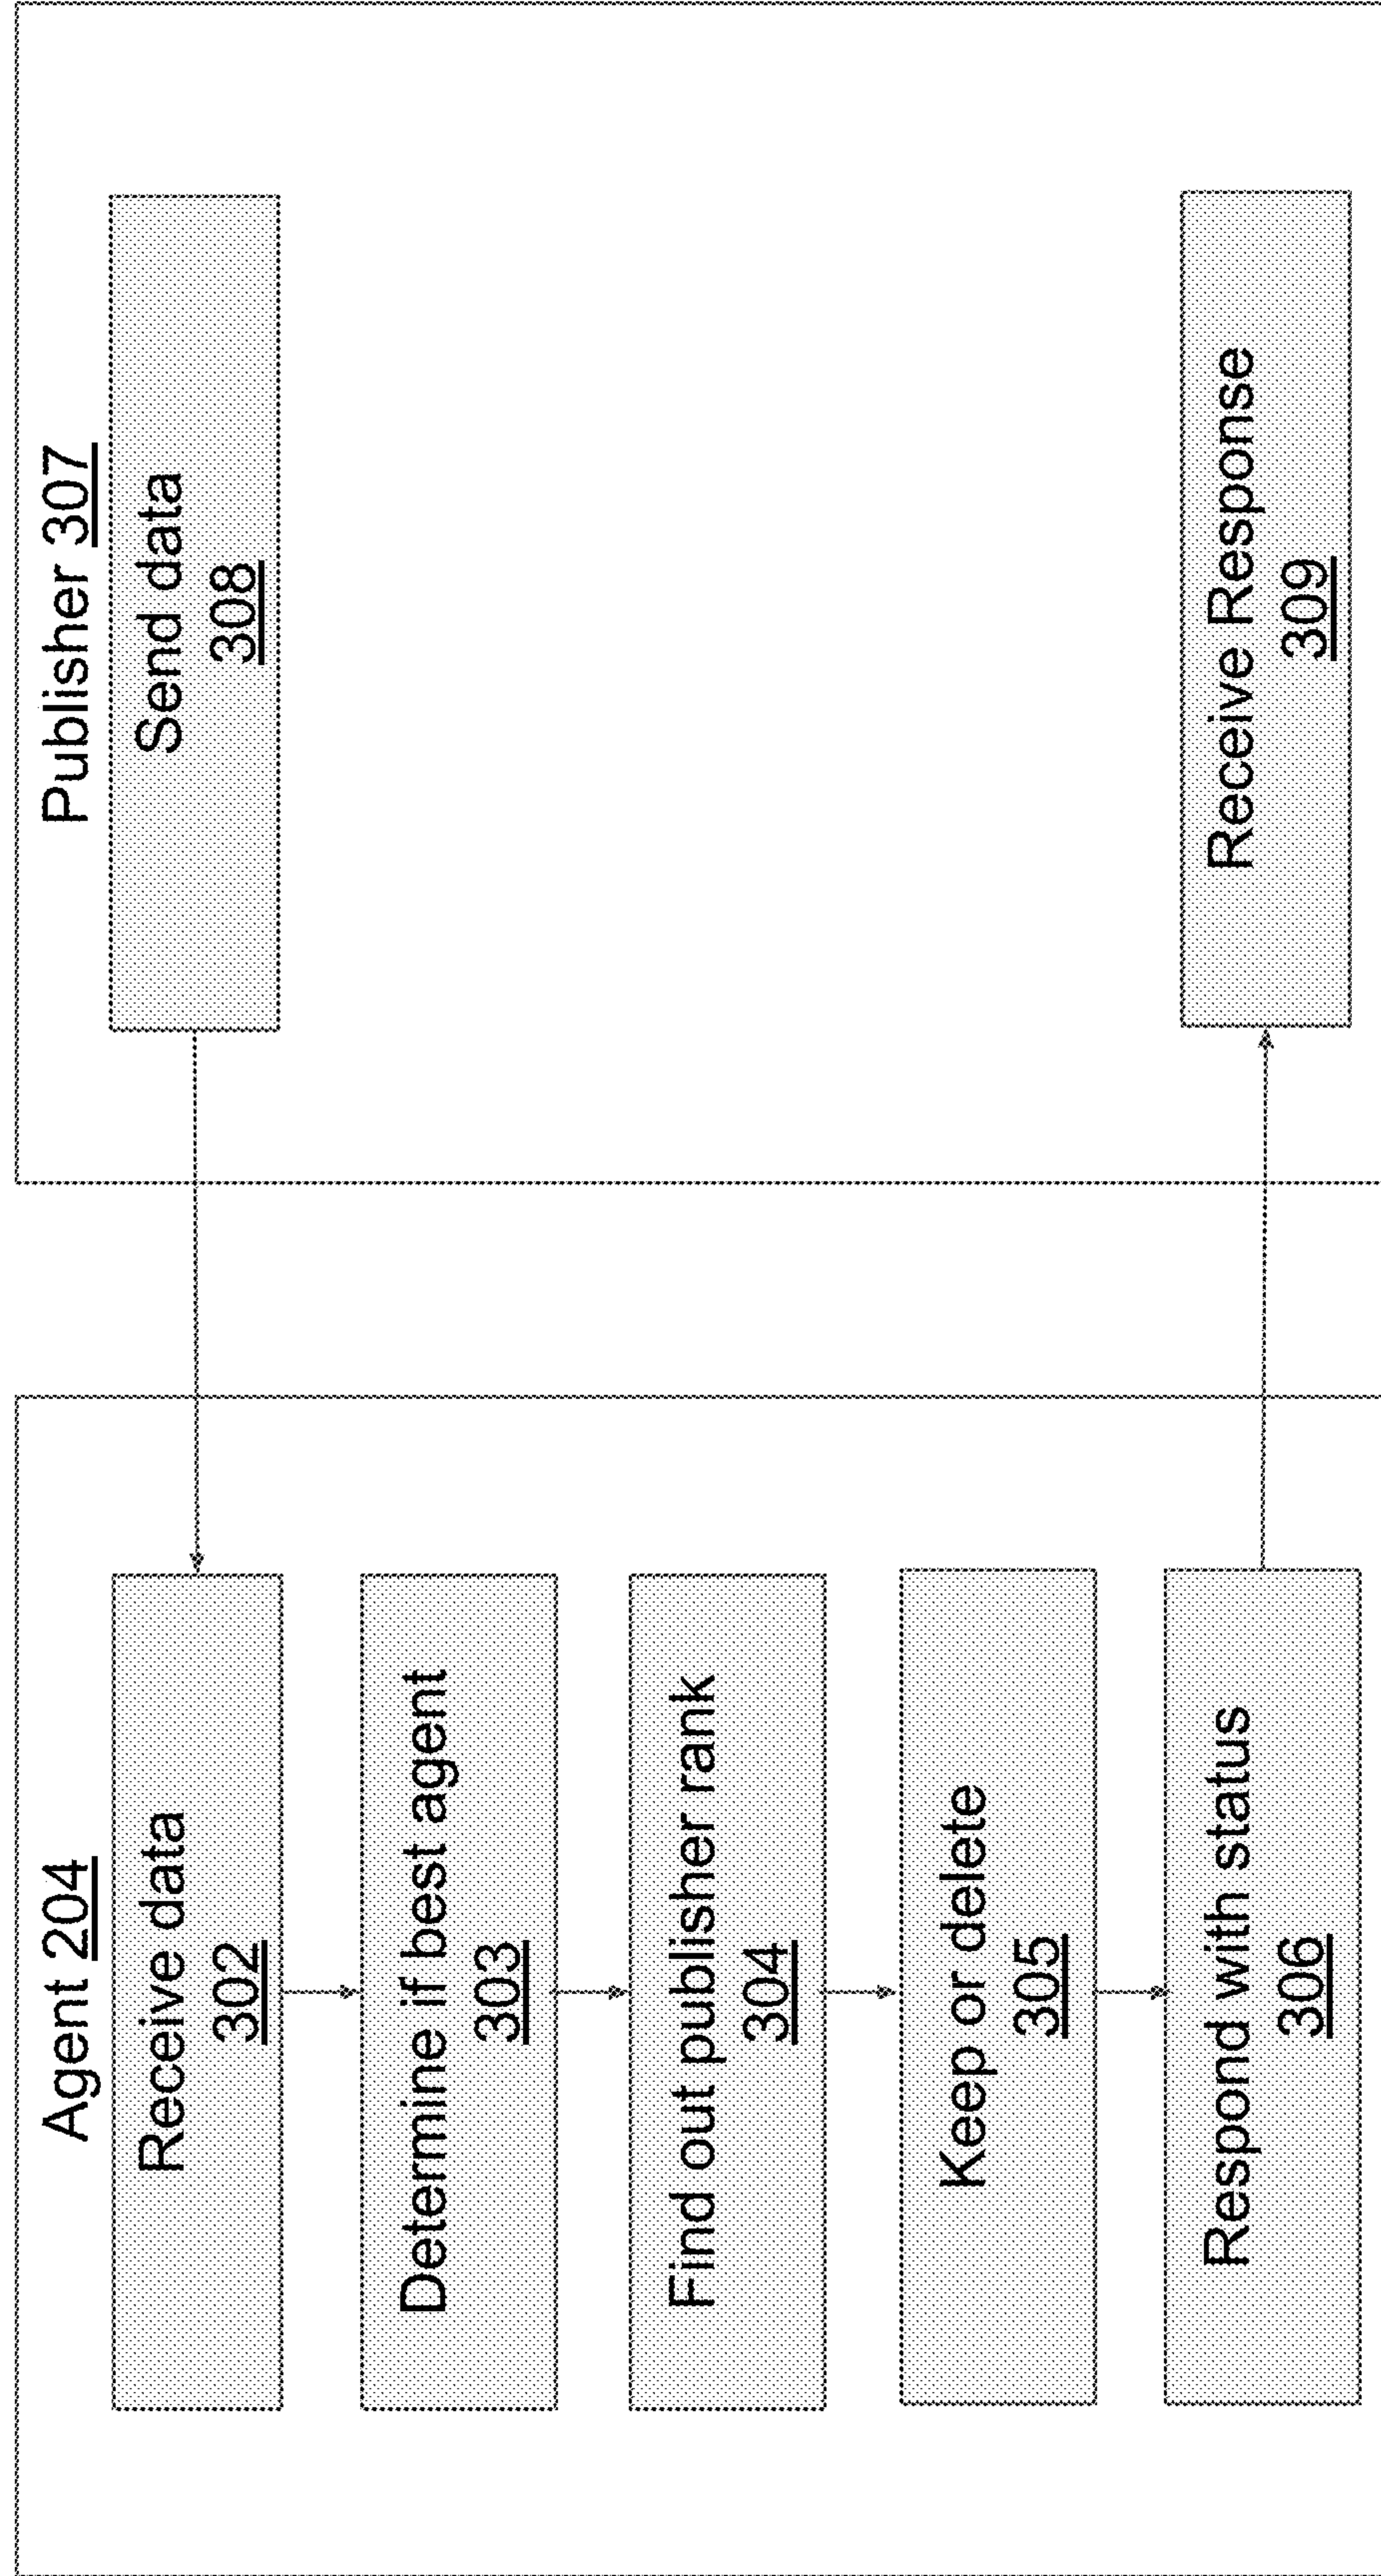 Agent 204
Receive data
302
Determine if best agent
303
Find out publisher rank
304
Keep or delete
305
Respond with status
306
Publisher 307
Send data
308
Receive Response
309